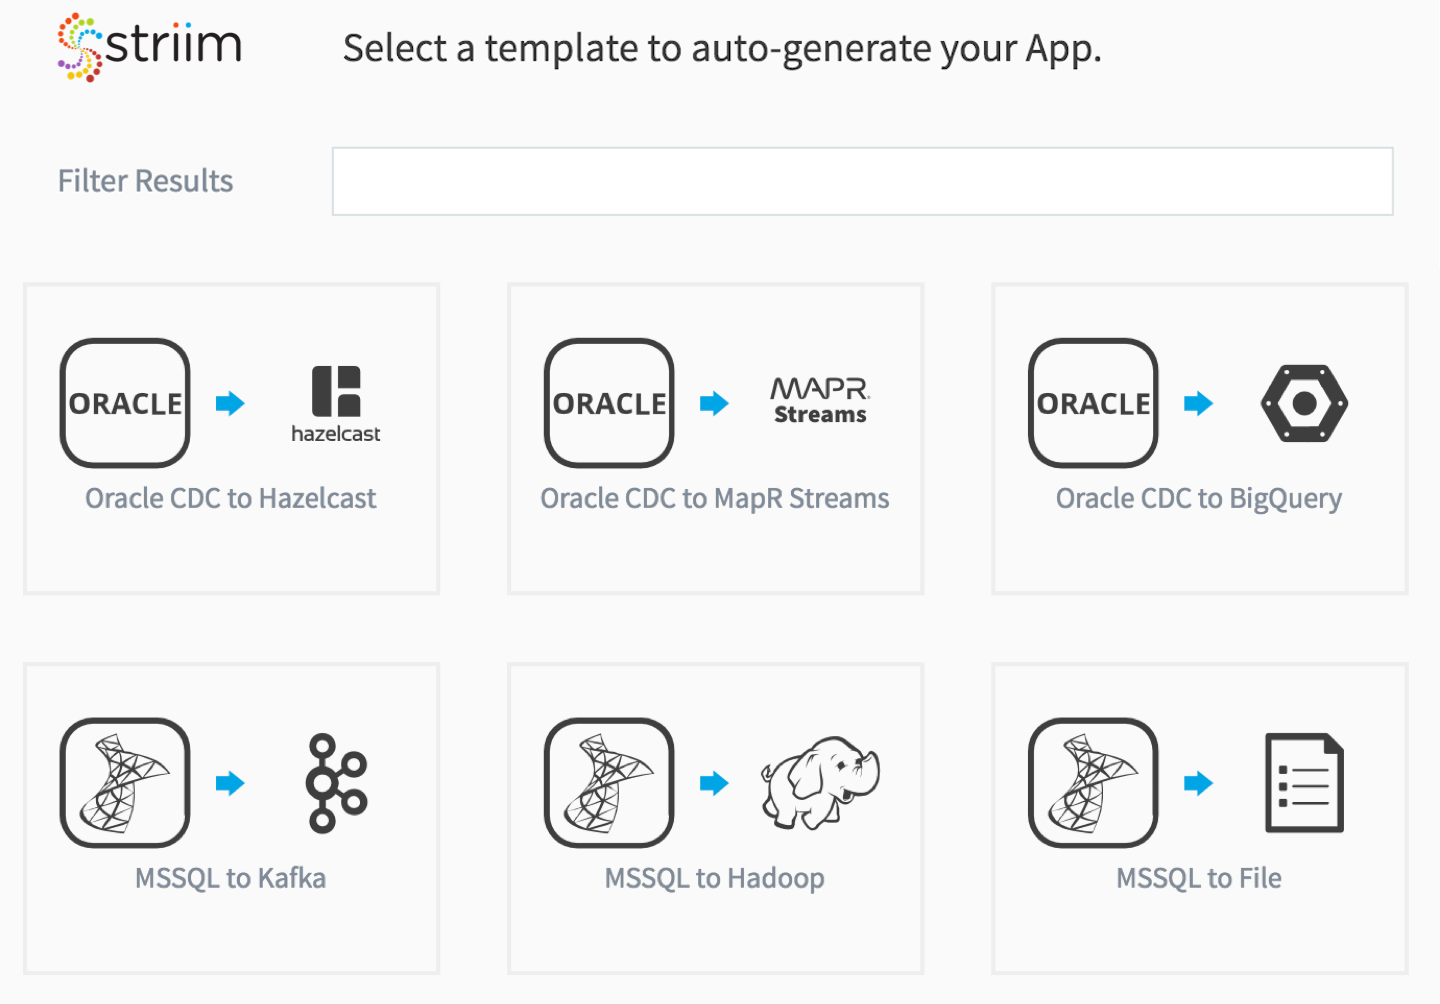 striim
Select a template to auto-generate your App.
Filter Results
ORACLE
hazelcast
Oracle CDC to Hazelcast
ORACLE
MAPR.
Streams
Oracle CDC to MapR Streams
ORACLE
Oracle CDC to BigQuery
MSSQL to Kafka
MSSQL to Hadoop
MSSQL to File